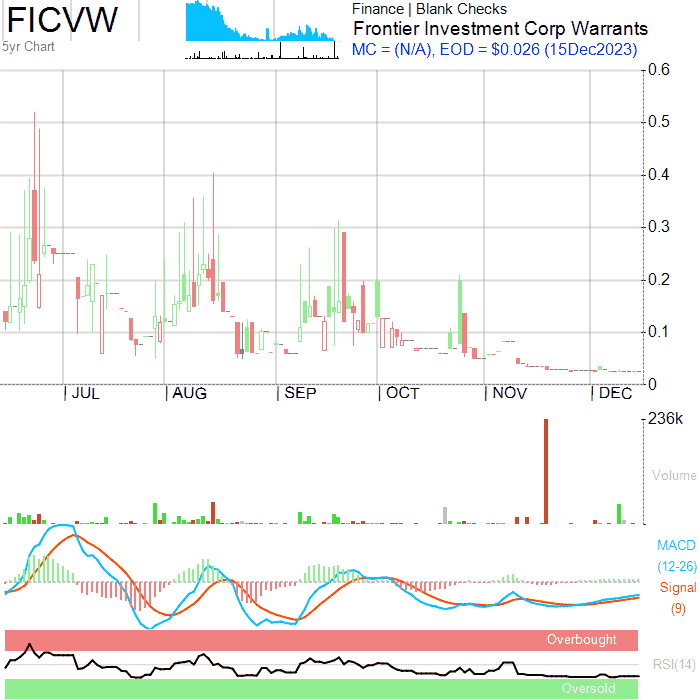 FICVW
5yr Chart
Finance | Blank Checks
Frontier Investment Corp Warrants
MC = (N/A), EOD = $0.026 (15Dec2023)
0.6
0.5
0.4
0.3
0.2
0.1
0
| JUL | AUG | SEP | OCT | NOV | DEC
236k
Volume
MACD
(12-26)
Signal
(9)
Overbought
RSI(14)
Oversold